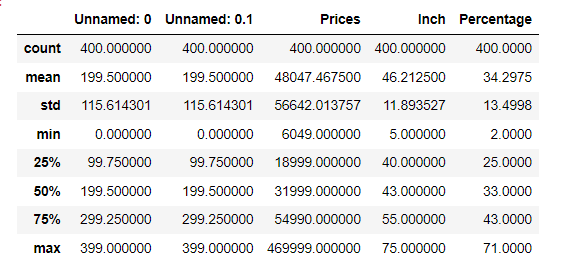 Unnamed: 0 Unnamed: 0.1 Prices Inch Percentage
count 400.000000 400.000000 400.000000 400.000000 400.0000
mean 199.500000 199.500000 48047.467500 46.212500 34.2975
std 115.614301 115.614301 56642.013757 11.893527 13.4998
min 0.000000 0.000000 6049.000000 5.000000 2.0000
25% 99.750000 99.750000 18999.000000 40.000000 25.0000
50% 199.500000 199.500000 31999.000000 43.000000 33.0000
75% 299.250000 299.250000 54990.000000 55.000000 43.0000
max 399.000000 399.000000 469999.000000 75.000000 71.0000